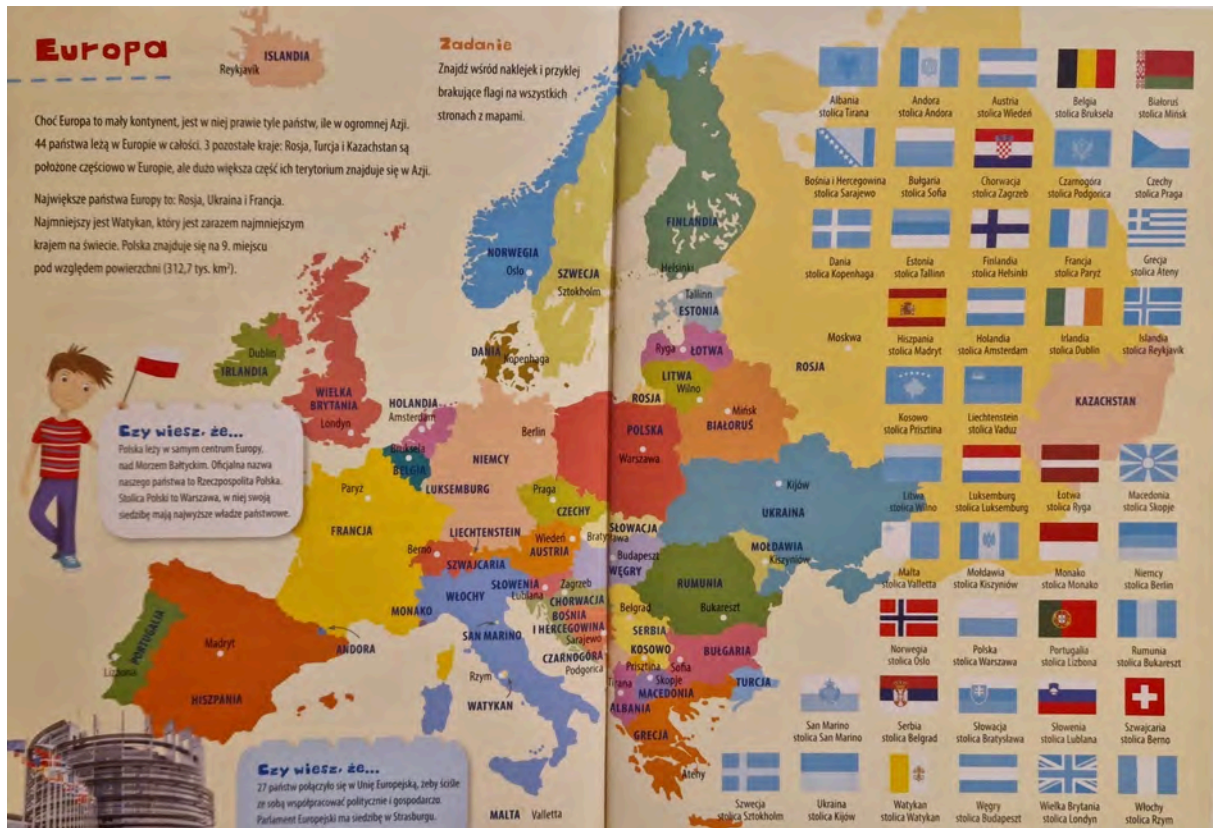 Europa
ISLANDIA
Reykjavik
Choć Europa to mały kontynent, jest w niej prawie tyle państw, ile w ogromnej Azji.
44 państwa leżą w Europie w całości. 3 pozostałe kraje: Rosja, Turcja i Kazachstan są
położone częściowo w Europie, ale dużo większa część ich terytorium znajduje się w Azji.
Największe państwa Europy to: Rosja, Ukraina i Francja.
Najmniejszy jest Watykan, który jest zarazem najmniejszym
krajem na świecie. Polska znajduje się na 9. miejscu
pod względem powierzchni (312,7 tys. km²).
Zadanie
Znajdź wśród naklejek i przyklej
brakujące flagi na wszystkich
stronach z mapami.
Czy wiesz, że...
Polska leży w samym centrum Europy,
nad Morzem Bałtyckim. Oficjalna nazwa
naszego państwa to Rzeczpospolita Polska.
Stolica Polski to Warszawa, w niej swoją
siedzibę mają najwyższe władze państwowe.
Czy wiesz, że...
27 państw połączyło się w Unię Europejską, żeby ściśle
ze sobą współpracować politycznie i gospodarczo.
Parlament Europejski ma siedzibę w Strasburgu.
NORWEGIA
Oslo
SZWECJA
Sztokholm
FINLANDIA
Helsinki
Tallinn
ESTONIA
Ryga
ŁOTWA
LITWA
Wilno
ROSJA
Moskwa
ROSJA
KAZACHSTAN
DANIA
Kopenhaga
Dublin
IRLANDIA
WIELKA
BRYTANIA
Londyn
HOLANDIA
Amsterdam
Bruksela
BELGIA
LUKSEMBURG
Berlin
NIEMCY
POLSKA
Warszawa
Mińsk
BIAŁORUŚ
Kijów
UKRAINA
Praga
CZECHY
SŁOWACJA
Bratysława
Paryż
FRANCJA
LIECHTENSTEIN
Berno
SZWAJCARIA
Wiedeń
AUSTRIA
Budapeszt
WĘGRY
MOŁDAWIA
Kiszyniów
RUMUNIA
Bukareszt
WŁOCHY
SŁOWENIA
Lublana
Zagrzeb
CHORWACJA
BOŚNIA
I HERCEGOWINA
Sarajewo
Belgrad
SERBIA
KOSOWO
Prisztina
BUŁGARIA
Sofia
MONAKO
SAN MARINO
CZARNOGÓRA
Podgorica
Skopje
MACEDONIA
Tirana
ALBANIA
TURCJA
GRECJA
Ateny
ANDORA
Rzym
WATYKAN
PORTUGALIA
Lizbona
Madryt
HISZPANIA
MALTA Valletta
Albania
stolica Tirana
Andora
stolica Andora
Austria
stolica Wiedeń
Belgia
stolica Bruksela
Białoruś
stolica Mińsk
Bośnia i Hercegowina
stolica Sarajewo
Bułgaria
stolica Sofia
Chorwacja
stolica Zagrzeb
Czarnogóra
stolica Podgorica
Czechy
stolica Praga
Dania
stolica Kopenhaga
Estonia
stolica Tallinn
Finlandia
stolica Helsinki
Francja
stolica Paryż
Grecja
stolica Ateny
Hiszpania
stolica Madryt
Holandia
stolica Amsterdam
Irlandia
stolica Dublin
Islandia
stolica Reykjavik
Kosowo
stolica Prisztina
Liechtenstein
stolica Vaduz
Litwa
stolica Wilno
Luksemburg
stolica Luksemburg
Łotwa
stolica Ryga
Macedonia
stolica Skopje
Malta
stolica Valletta
Mołdawia
stolica Kiszyniów
Monako
stolica Monako
Niemcy
stolica Berlin
Norwegia
stolica Oslo
Polska
stolica Warszawa
Portugalia
stolica Lizbona
Rumunia
stolica Bukareszt
San Marino
stolica San Marino
Serbia
stolica Belgrad
Słowacja
stolica Bratysława
Słowenia
stolica Lublana
Szwajcaria
stolica Berno
Szwecja
stolica Sztokholm
Ukraina
stolica Kijów
Watykan
stolica Watykan
Węgry
stolica Budapeszt
Wielka Brytania
stolica Londyn
Włochy
stolica Rzym